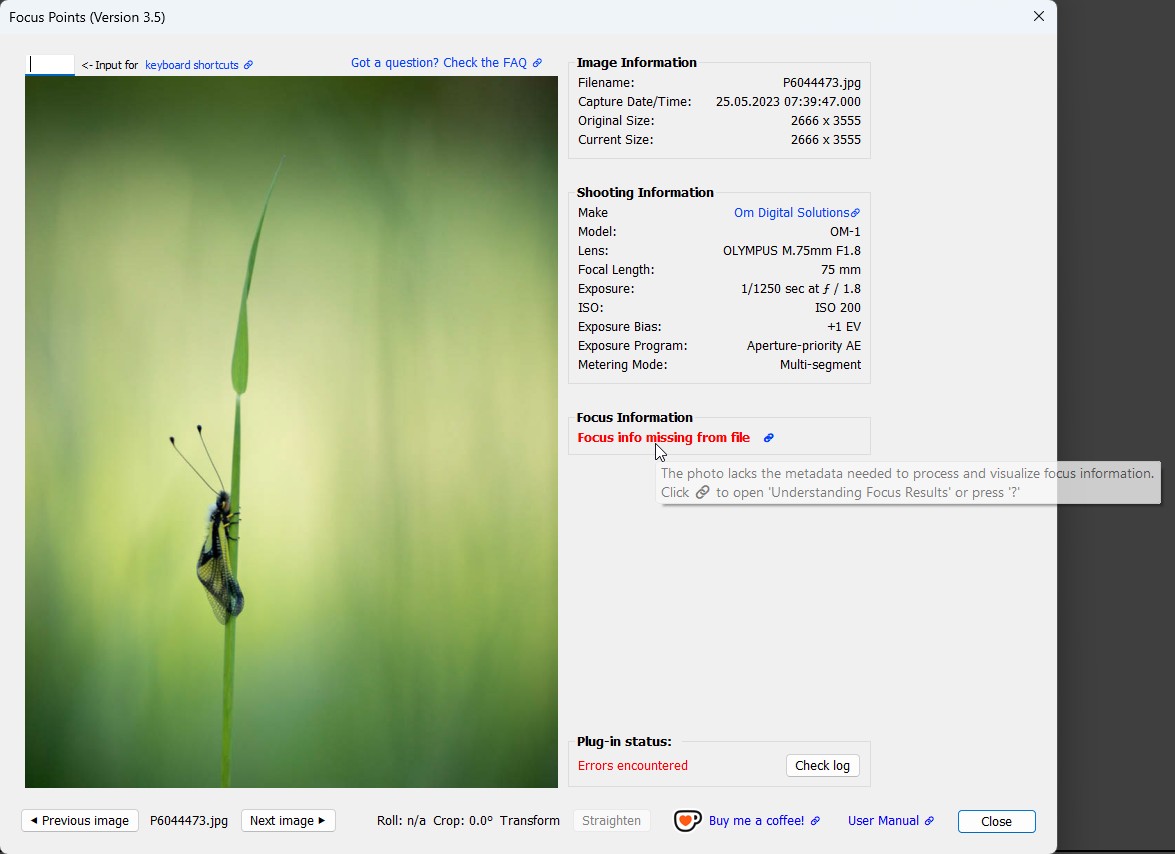 Focus Points (Version 3.5)
<- Input for keyboard shortcuts
Got a question? Check the FAQ
Image Information
Filename: P6044473.jpg
Capture Date/Time: 25.05.2023 07:39:47.000
Original Size: 2666 x 3555
Current Size: 2666 x 3555
Shooting Information
Make Om Digital Solutions
Model: OM-1
Lens: OLYMPUS M.75mm F1.8
Focal Length: 75 mm
Exposure: 1/1250 sec at ƒ / 1.8
ISO: ISO 200
Exposure Bias: +1 EV
Exposure Program: Aperture-priority AE
Metering Mode: Multi-segment
Focus Information
Focus info missing from file
The photo lacks the metadata needed to process and visualize focus information.
Click to open 'Understanding Focus Results' or press '?'
Plug-in status:
Errors encountered Check log
Previous image P6044473.jpg Next image Roll: n/a Crop: 0.0º Transform Straighten Buy me a coffee! User Manual Close